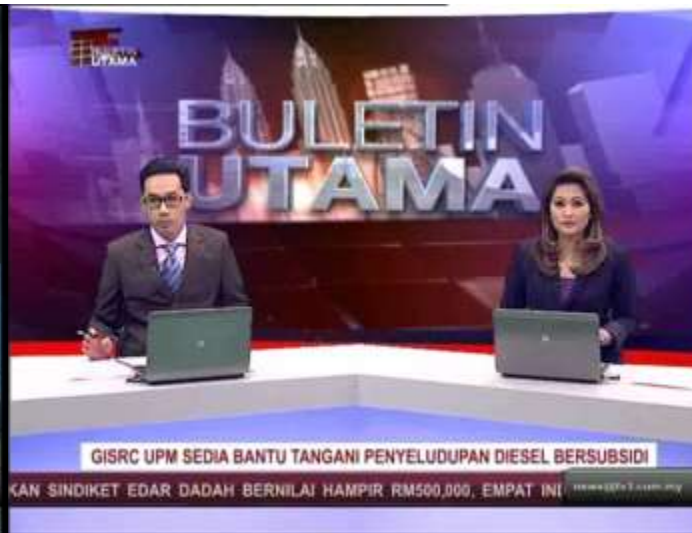 BULETIN
UTAMA
BULETIN
UTAMA
GISRC UPM SEDIA BANTU TANGANI PENYELUDUPAN DIESEL BERSUBSIDI
KAN SINDIKET EDAR DADAH BERNILAI HAMPIR RM500,000, EMPAT IN